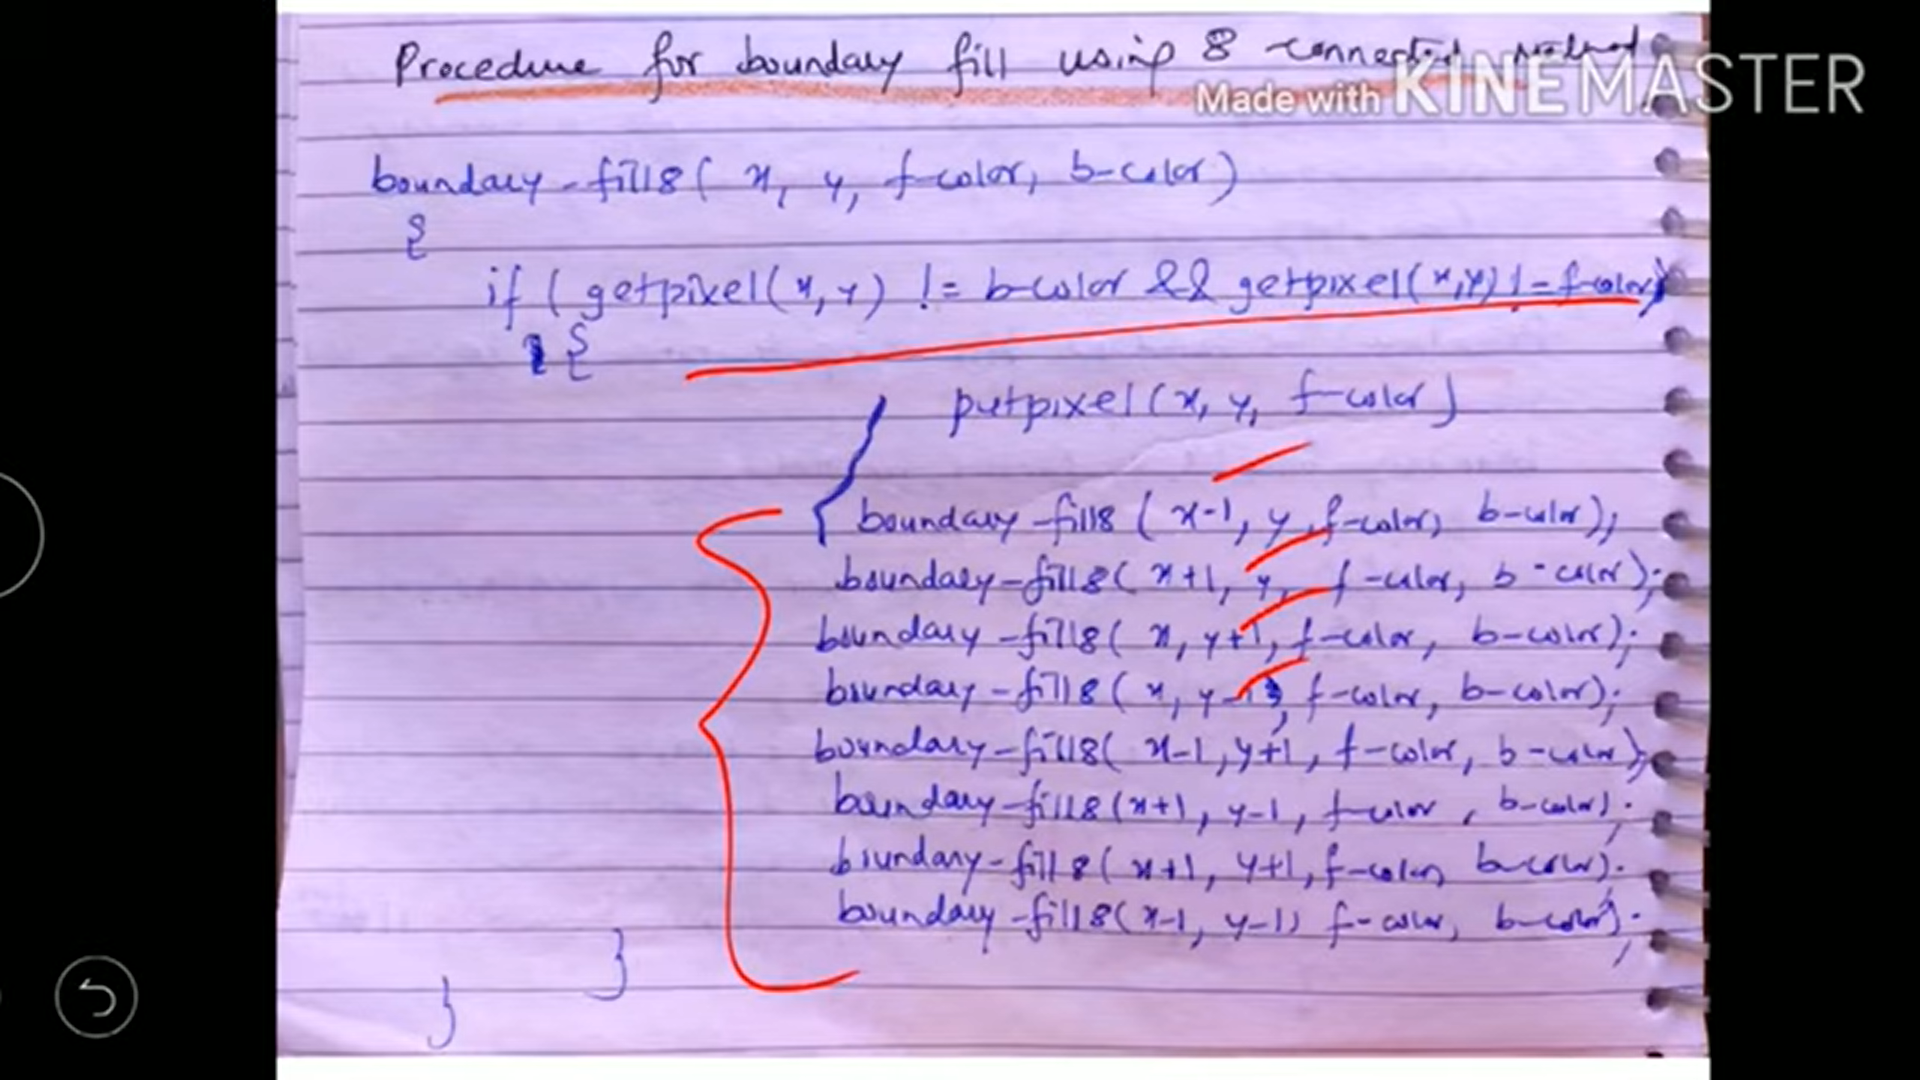 Procedure for boundary fill using 8 connected method
Made with KINEMASTER
boundary-fill8( x, y, f-color, b-color)
{
if ( getpixel(x,y) != b-color && getpixel(x,y) != f-color)
{
putpixel(x, y, f-color)
boundary-fill8 ( x-1, y, f-color, b-color);
boundary-fill8( x+1, y, f-color, b-color);
boundary-fill8( x, y+1, f-color, b-color);
boundary-fill8( x, y-1, f-color, b-color);
boundary-fill8( x-1, y+1, f-color, b-color);
boundary-fill8(x+1, y-1, f-color, b-color);
boundary-fill8( x+1, y+1, f-color, b-color);
boundary-fill8(x-1, y-1, f-color, b-color);
}
}